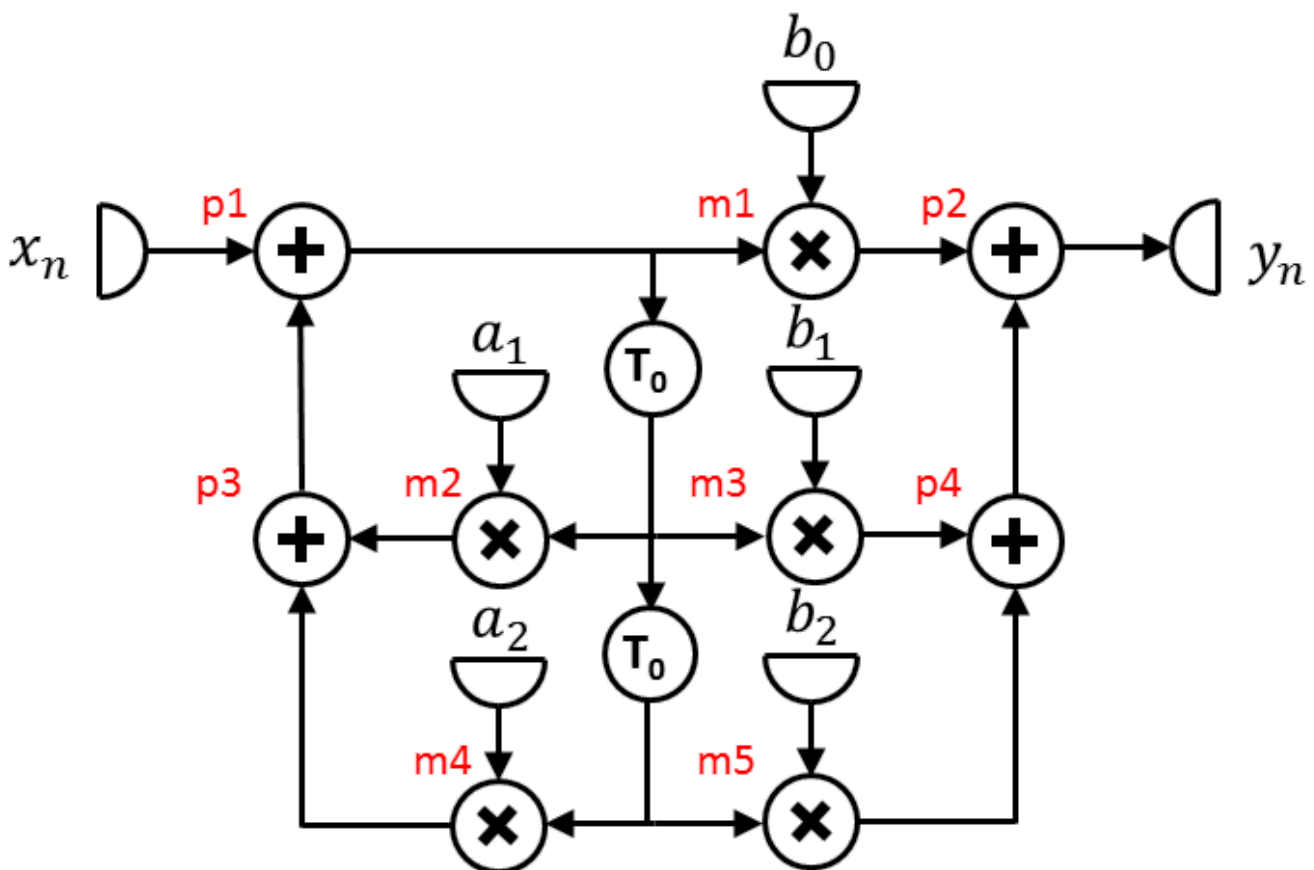 b₀
p1 m1 p2
xₙ + × yₙ
+
a₁ b₁
T₀
p3 m2 m3 p4
+ × × +
a₂ b₂
T₀
m4 m5
× ×